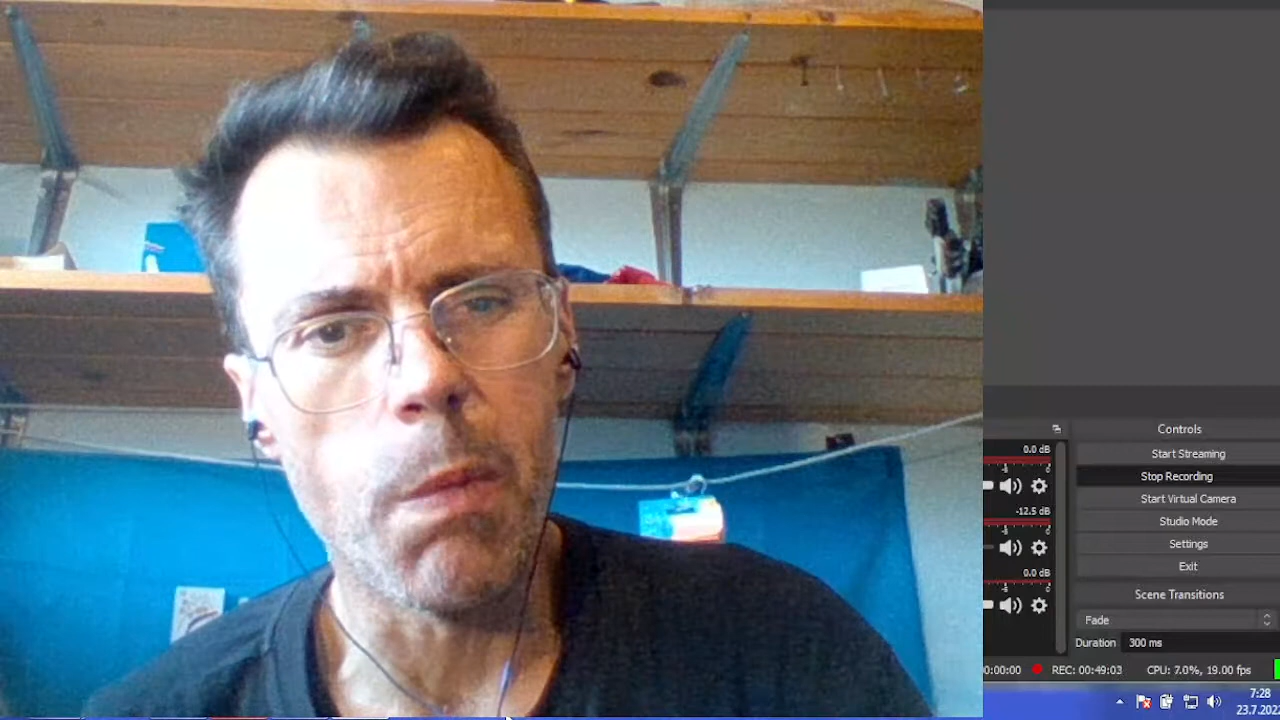 Controls
0.0 dB
Start Streaming
Stop Recording
Start Virtual Camera
-12.5 dB
Studio Mode
Settings
Exit
0.0 dB
Scene Transitions
Fade
Duration 300 ms
REC: 00:49:03
CPU: 7.0%, 19.00 fps
7:28